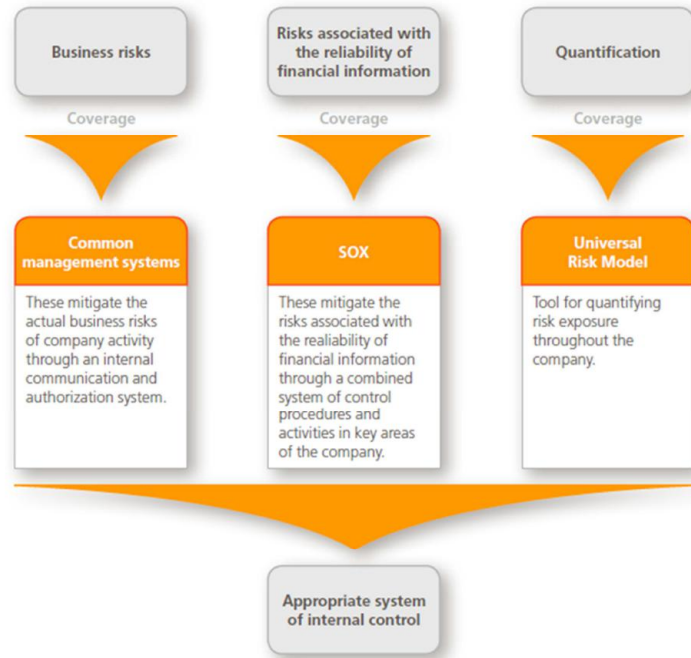 Business risks
Risks associated with
the reliability of
financial information
Quantification
Coverage
Coverage
Coverage
Common
management systems
These mitigate the
actual business risks
of company activity
through an internal
communication and
authorization system.
SOX
These mitigate the
risks associated with
the realiability of
financial information
through a combined
system of control
procedures and
activities in key areas
of the company.
Universal
Risk Model
Tool for quantifying
risk exposure
throughout the
company.
Appropriate system
of internal control